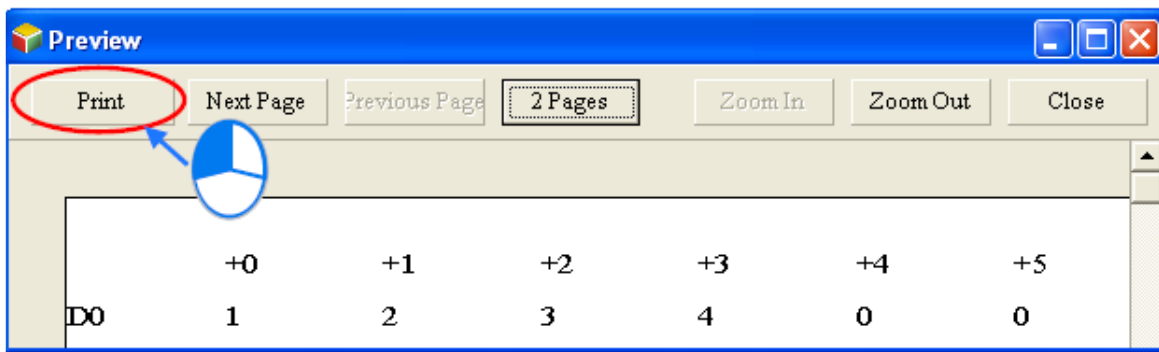 Preview
Print Next Page Previous Page 2 Pages Zoom In Zoom Out Close
+0 +1 +2 +3 +4 +5
D0 1 2 3 4 0 0